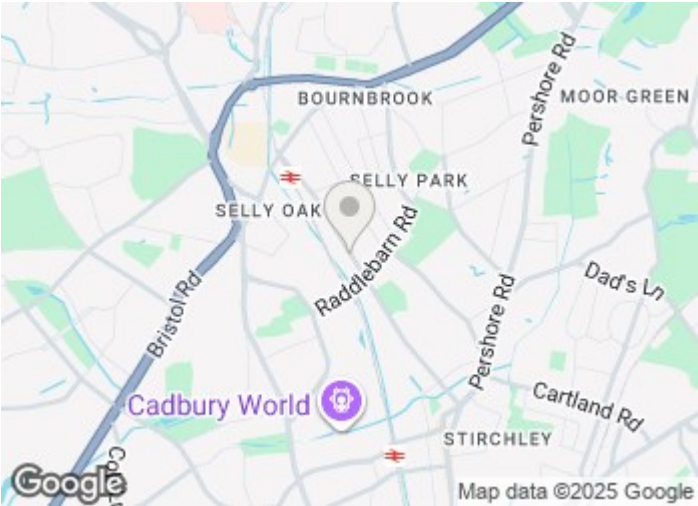 BOURNBROOK
Pershore Rd
MOOR GREEN
SELLY PARK
SELLY OAK
Raddlebarn Rd
Dad's Ln
Bristol Rd
Pershore Rd
Cadbury World
Cartland Rd
STIRCHLEY
Google
Map data ©2025 Google